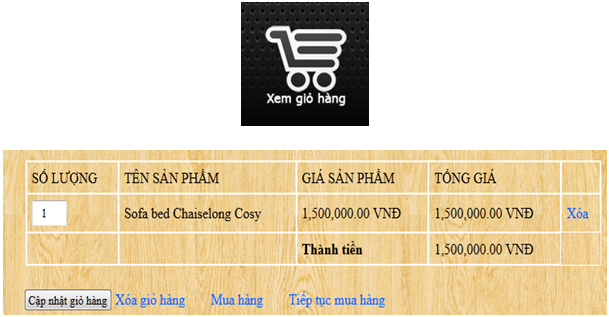 Xem giỏ hàng
SỐ LƯỢNG TÊN SẢN PHẨM GIÁ SẢN PHẨM TỔNG GIÁ
1 Sofa bed Chaiselong Cosy 1,500,000.00 VNĐ 1,500,000.00 VNĐ Xóa
Thành tiền 1,500,000.00 VNĐ
Cập nhật giỏ hàng Xóa giỏ hàng Mua hàng Tiếp tục mua hàng